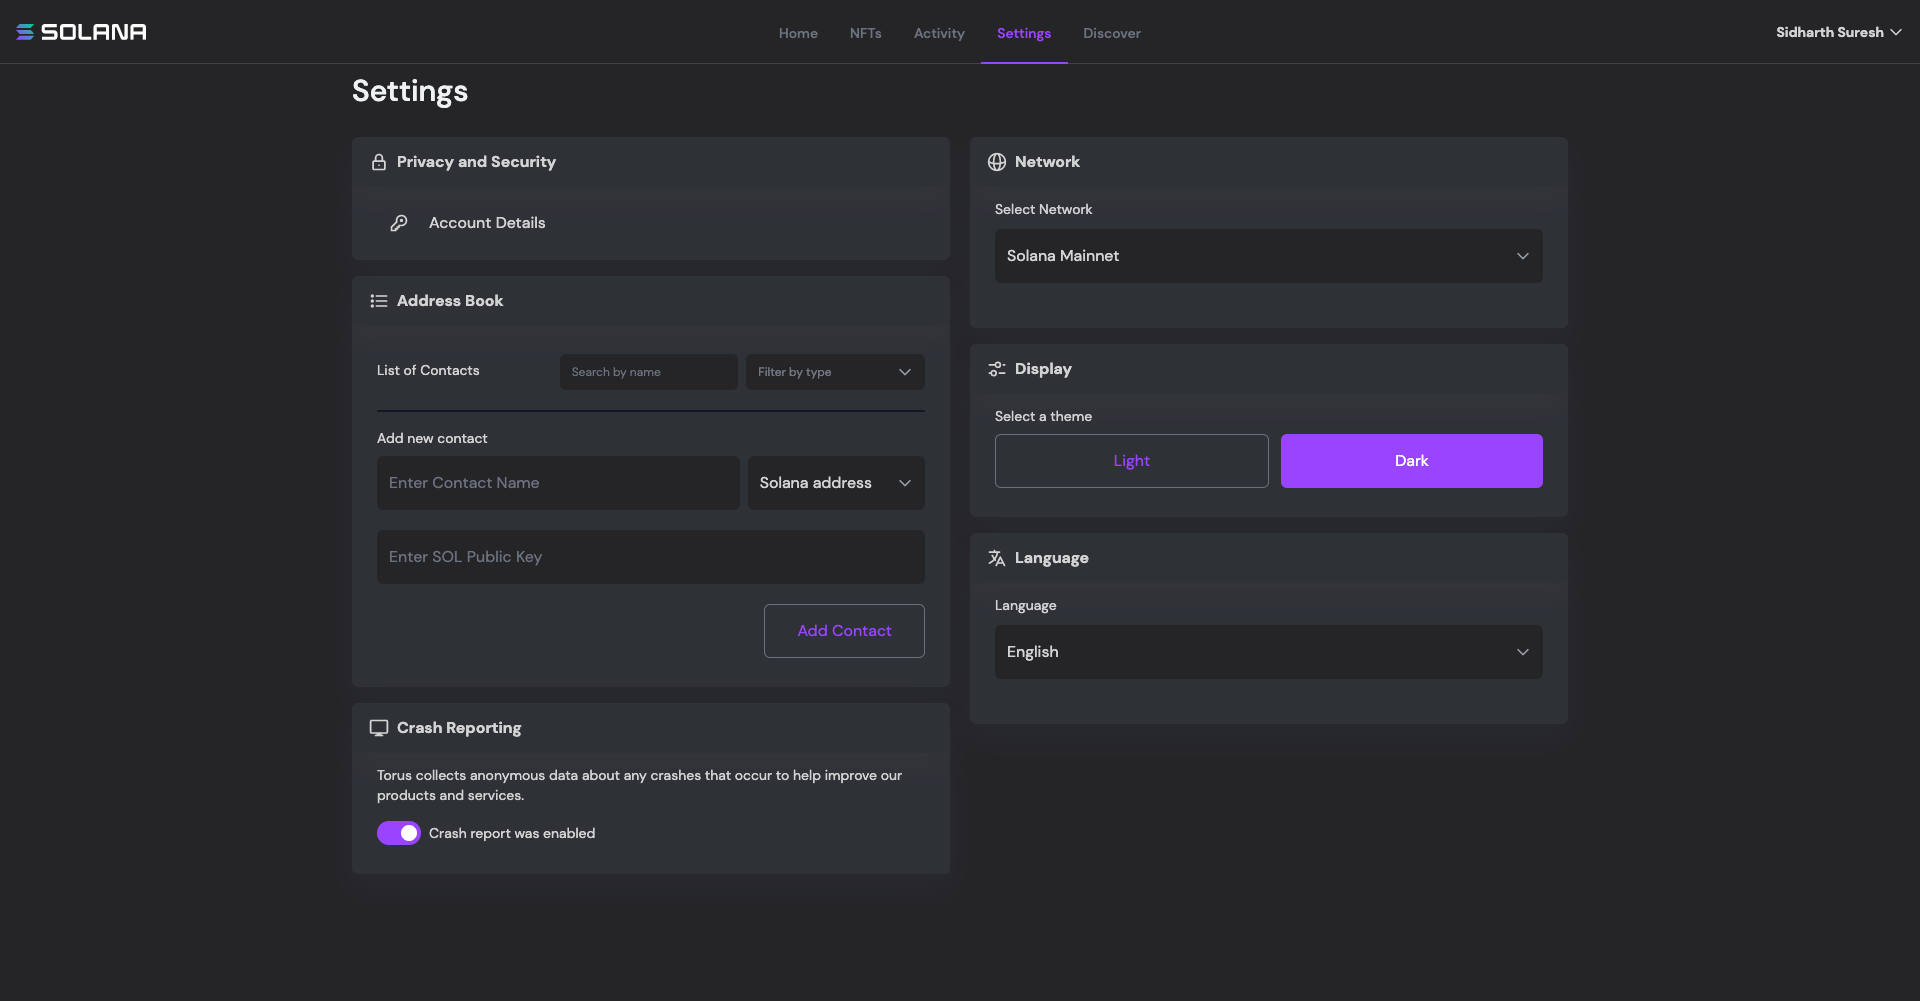 SOLANA
Home
NFTs
Activity
Settings
Discover
Sidharth Suresh
Settings
Privacy and Security
Account Details
Address Book
List of Contacts
Search by name
Filter by type
Add new contact
Enter Contact Name
Solana address
Enter SOL Public Key
Add Contact
Crash Reporting
Torus collects anonymous data about any crashes that occur to help improve our
products and services.
Crash report was enabled
Network
Select Network
Solana Mainnet
Display
Select a theme
Light
Dark
Language
Language
English